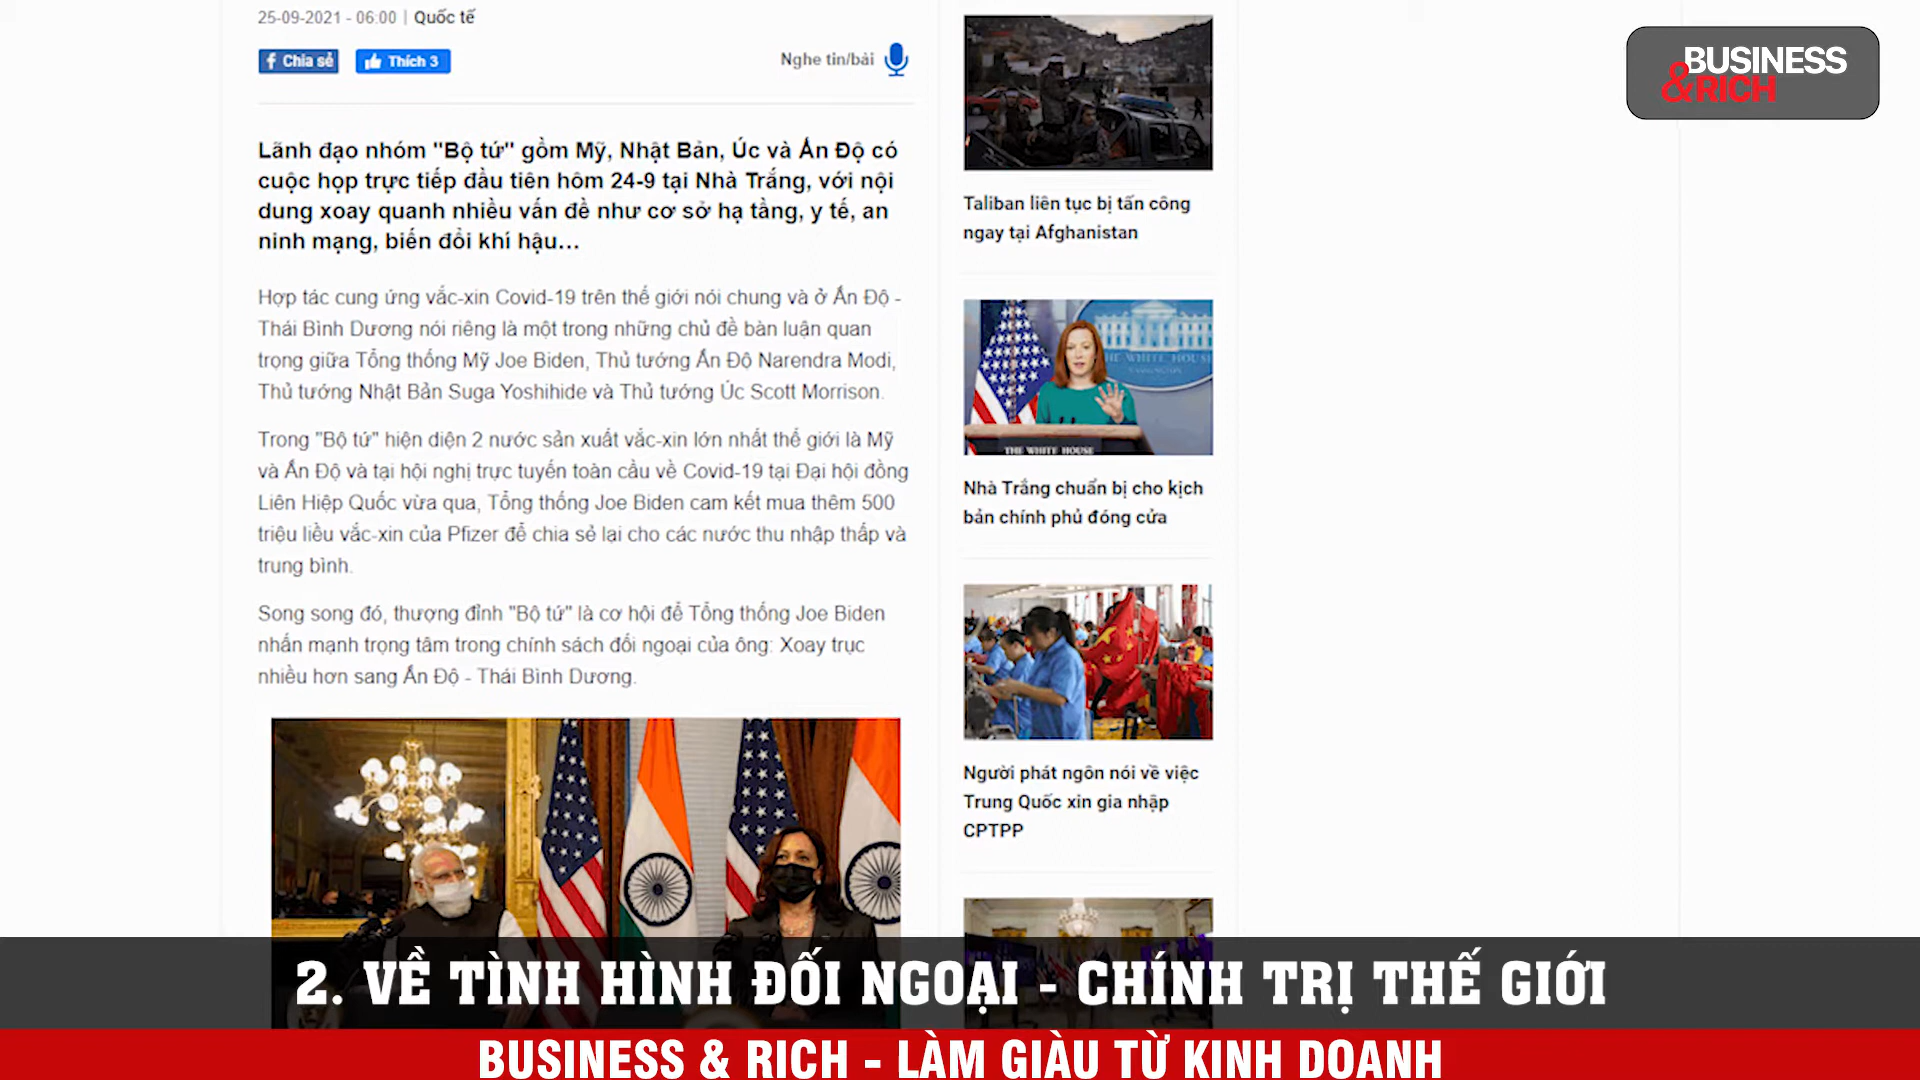 25-09-2021 - 06:00 | Quốc tế
Chia sẻ
Thích 3
Nghe tin/bài
Lãnh đạo nhóm "Bộ tứ" gồm Mỹ, Nhật Bản, Úc và Ấn Độ có
cuộc họp trực tiếp đầu tiên hôm 24-9 tại Nhà Trắng, với nội
dung xoay quanh nhiều vấn đề như cơ sở hạ tầng, y tế, an
ninh mạng, biến đổi khí hậu...
Hợp tác cung ứng vắc-xin Covid-19 trên thế giới nói chung và ở Ấn Độ -
Thái Bình Dương nói riêng là một trong những chủ đề bàn luận quan
trọng giữa Tổng thống Mỹ Joe Biden, Thủ tướng Ấn Độ Narendra Modi,
Thủ tướng Nhật Bản Suga Yoshihide và Thủ tướng Úc Scott Morrison.
Trong "Bộ tứ" hiện diện 2 nước sản xuất vắc-xin lớn nhất thế giới là Mỹ
và Ấn Độ và tại hội nghị trực tuyến toàn cầu về Covid-19 tại Đại hội đồng
Liên Hiệp Quốc vừa qua, Tổng thống Joe Biden cam kết mua thêm 500
triệu liều vắc-xin của Pfizer để chia sẻ lại cho các nước thu nhập thấp và
trung bình.
Song song đó, thượng đỉnh "Bộ tứ" là cơ hội để Tổng thống Joe Biden
nhấn mạnh trọng tâm trong chính sách đối ngoại của ông: Xoay trục
nhiều hơn sang Ấn Độ - Thái Bình Dương.
Taliban liên tục bị tấn công
ngay tại Afghanistan
THE WHITE HOUSE
WASHINGTON
THE WHITE HOUSE
Nhà Trắng chuẩn bị cho kịch
bản chính phủ đóng cửa
Người phát ngôn nói về việc
Trung Quốc xin gia nhập
CPTPP
BUSINESS
&RICH
2. VỀ TÌNH HÌNH ĐỐI NGOẠI - CHÍNH TRỊ THẾ GIỚI
BUSINESS & RICH - LÀM GIÀU TỪ KINH DOANH